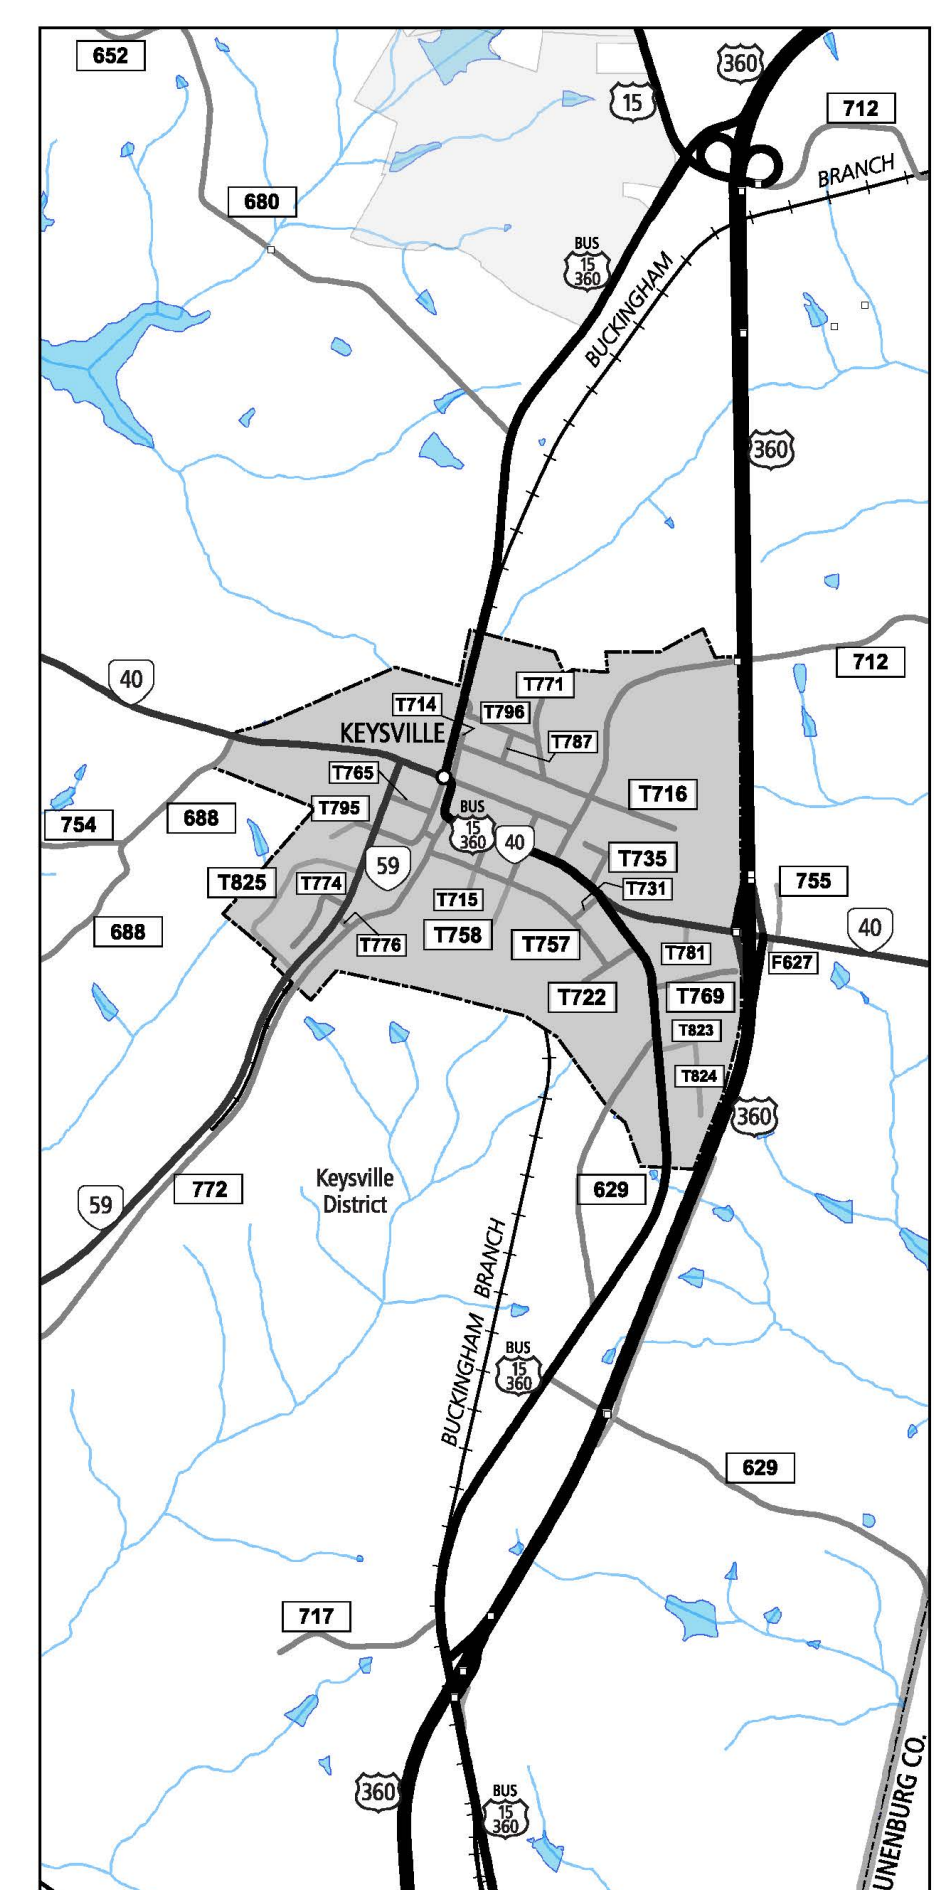 652
360
15
712
BRANCH
680
BUS
15
360
BUCKINGHAM
360
712
40
T771
T714
T796
KEYSVILLE
T787
T765
T716
T795
BUS
15
360
754
688
40
59
T735
T825
T774
T731
755
T715
688
T758
40
T776
T757
T781
F627
T722
T769
T823
T824
360
Keysville
District
772
629
59
BUCKINGHAM BRANCH
BUS
15
360
629
717
360
BUS
15
360
UNENBURG CO.